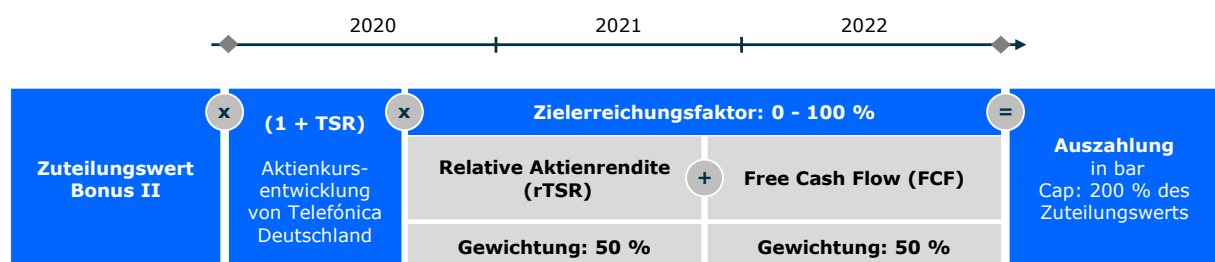 2020
2021
2022
Zuteilungswert
Bonus II
x
(1 + TSR)
Aktienkurs-
entwicklung
von Telefónica
Deutschland
x
Zielerreichungsfaktor: 0 - 100 %
Relative Aktienrendite
(rTSR)
+
Free Cash Flow (FCF)
Gewichtung: 50 %
Gewichtung: 50 %
=
Auszahlung
in bar
Cap: 200 % des
Zuteilungswerts